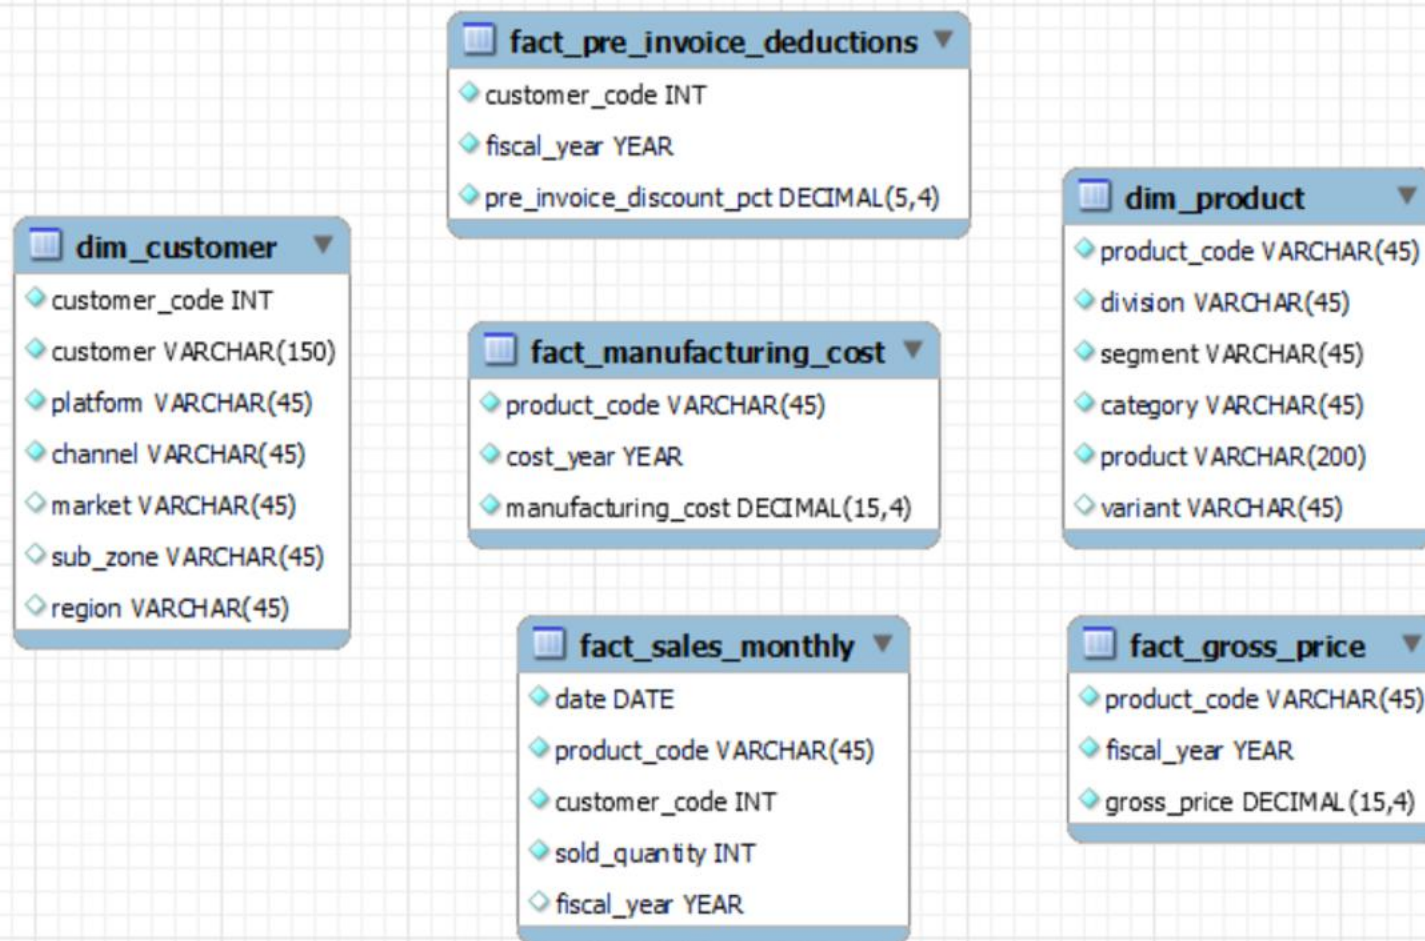 fact_pre_invoice_deductions
customer_code INT
fiscal_year YEAR
pre_invoice_discount_pct DECIMAL(5,4)
dim_customer
customer_code INT
customer VARCHAR(150)
platform VARCHAR(45)
channel VARCHAR(45)
market VARCHAR(45)
sub_zone VARCHAR(45)
region VARCHAR(45)
fact_manufacturing_cost
product_code VARCHAR(45)
cost_year YEAR
manufacturing_cost DECIMAL(15,4)
dim_product
product_code VARCHAR(45)
division VARCHAR(45)
segment VARCHAR(45)
category VARCHAR(45)
product VARCHAR(200)
variant VARCHAR(45)
fact_sales_monthly
date DATE
product_code VARCHAR(45)
customer_code INT
sold_quantity INT
fiscal_year YEAR
fact_gross_price
product_code VARCHAR(45)
fiscal_year YEAR
gross_price DECIMAL(15,4)